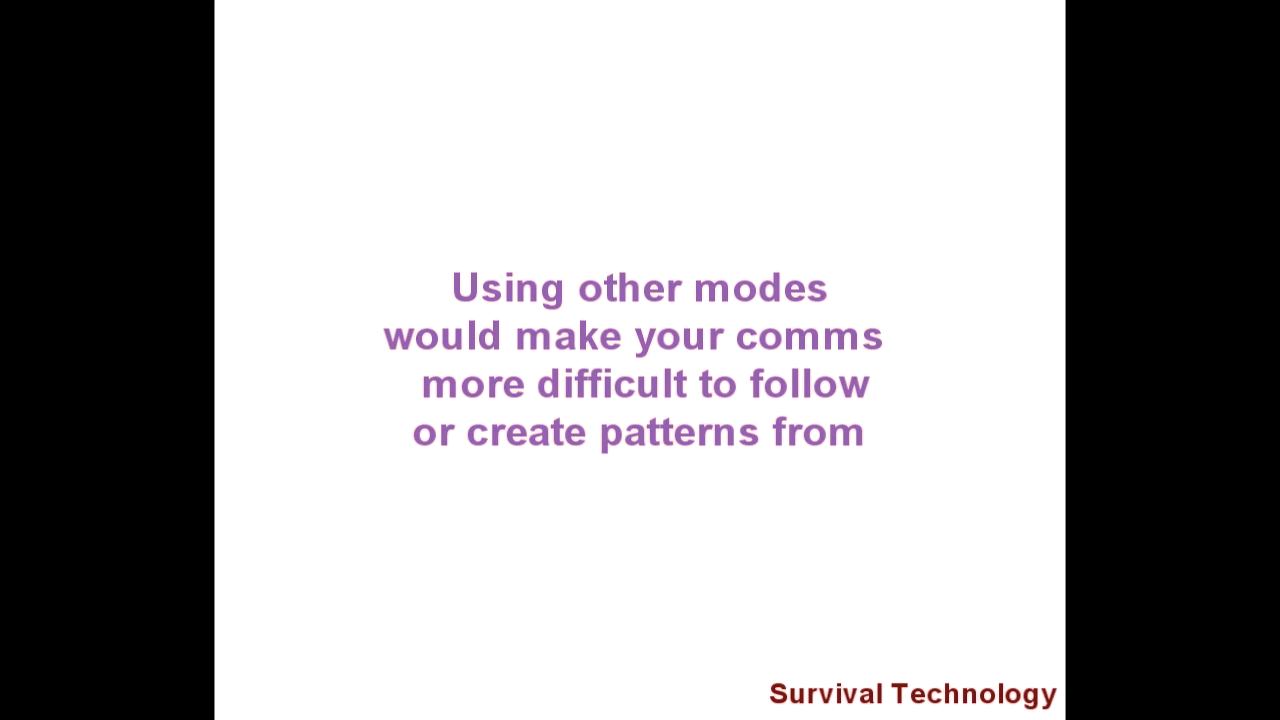 Using other modes
would make your comms
more difficult to follow
or create patterns from
Survival Technology